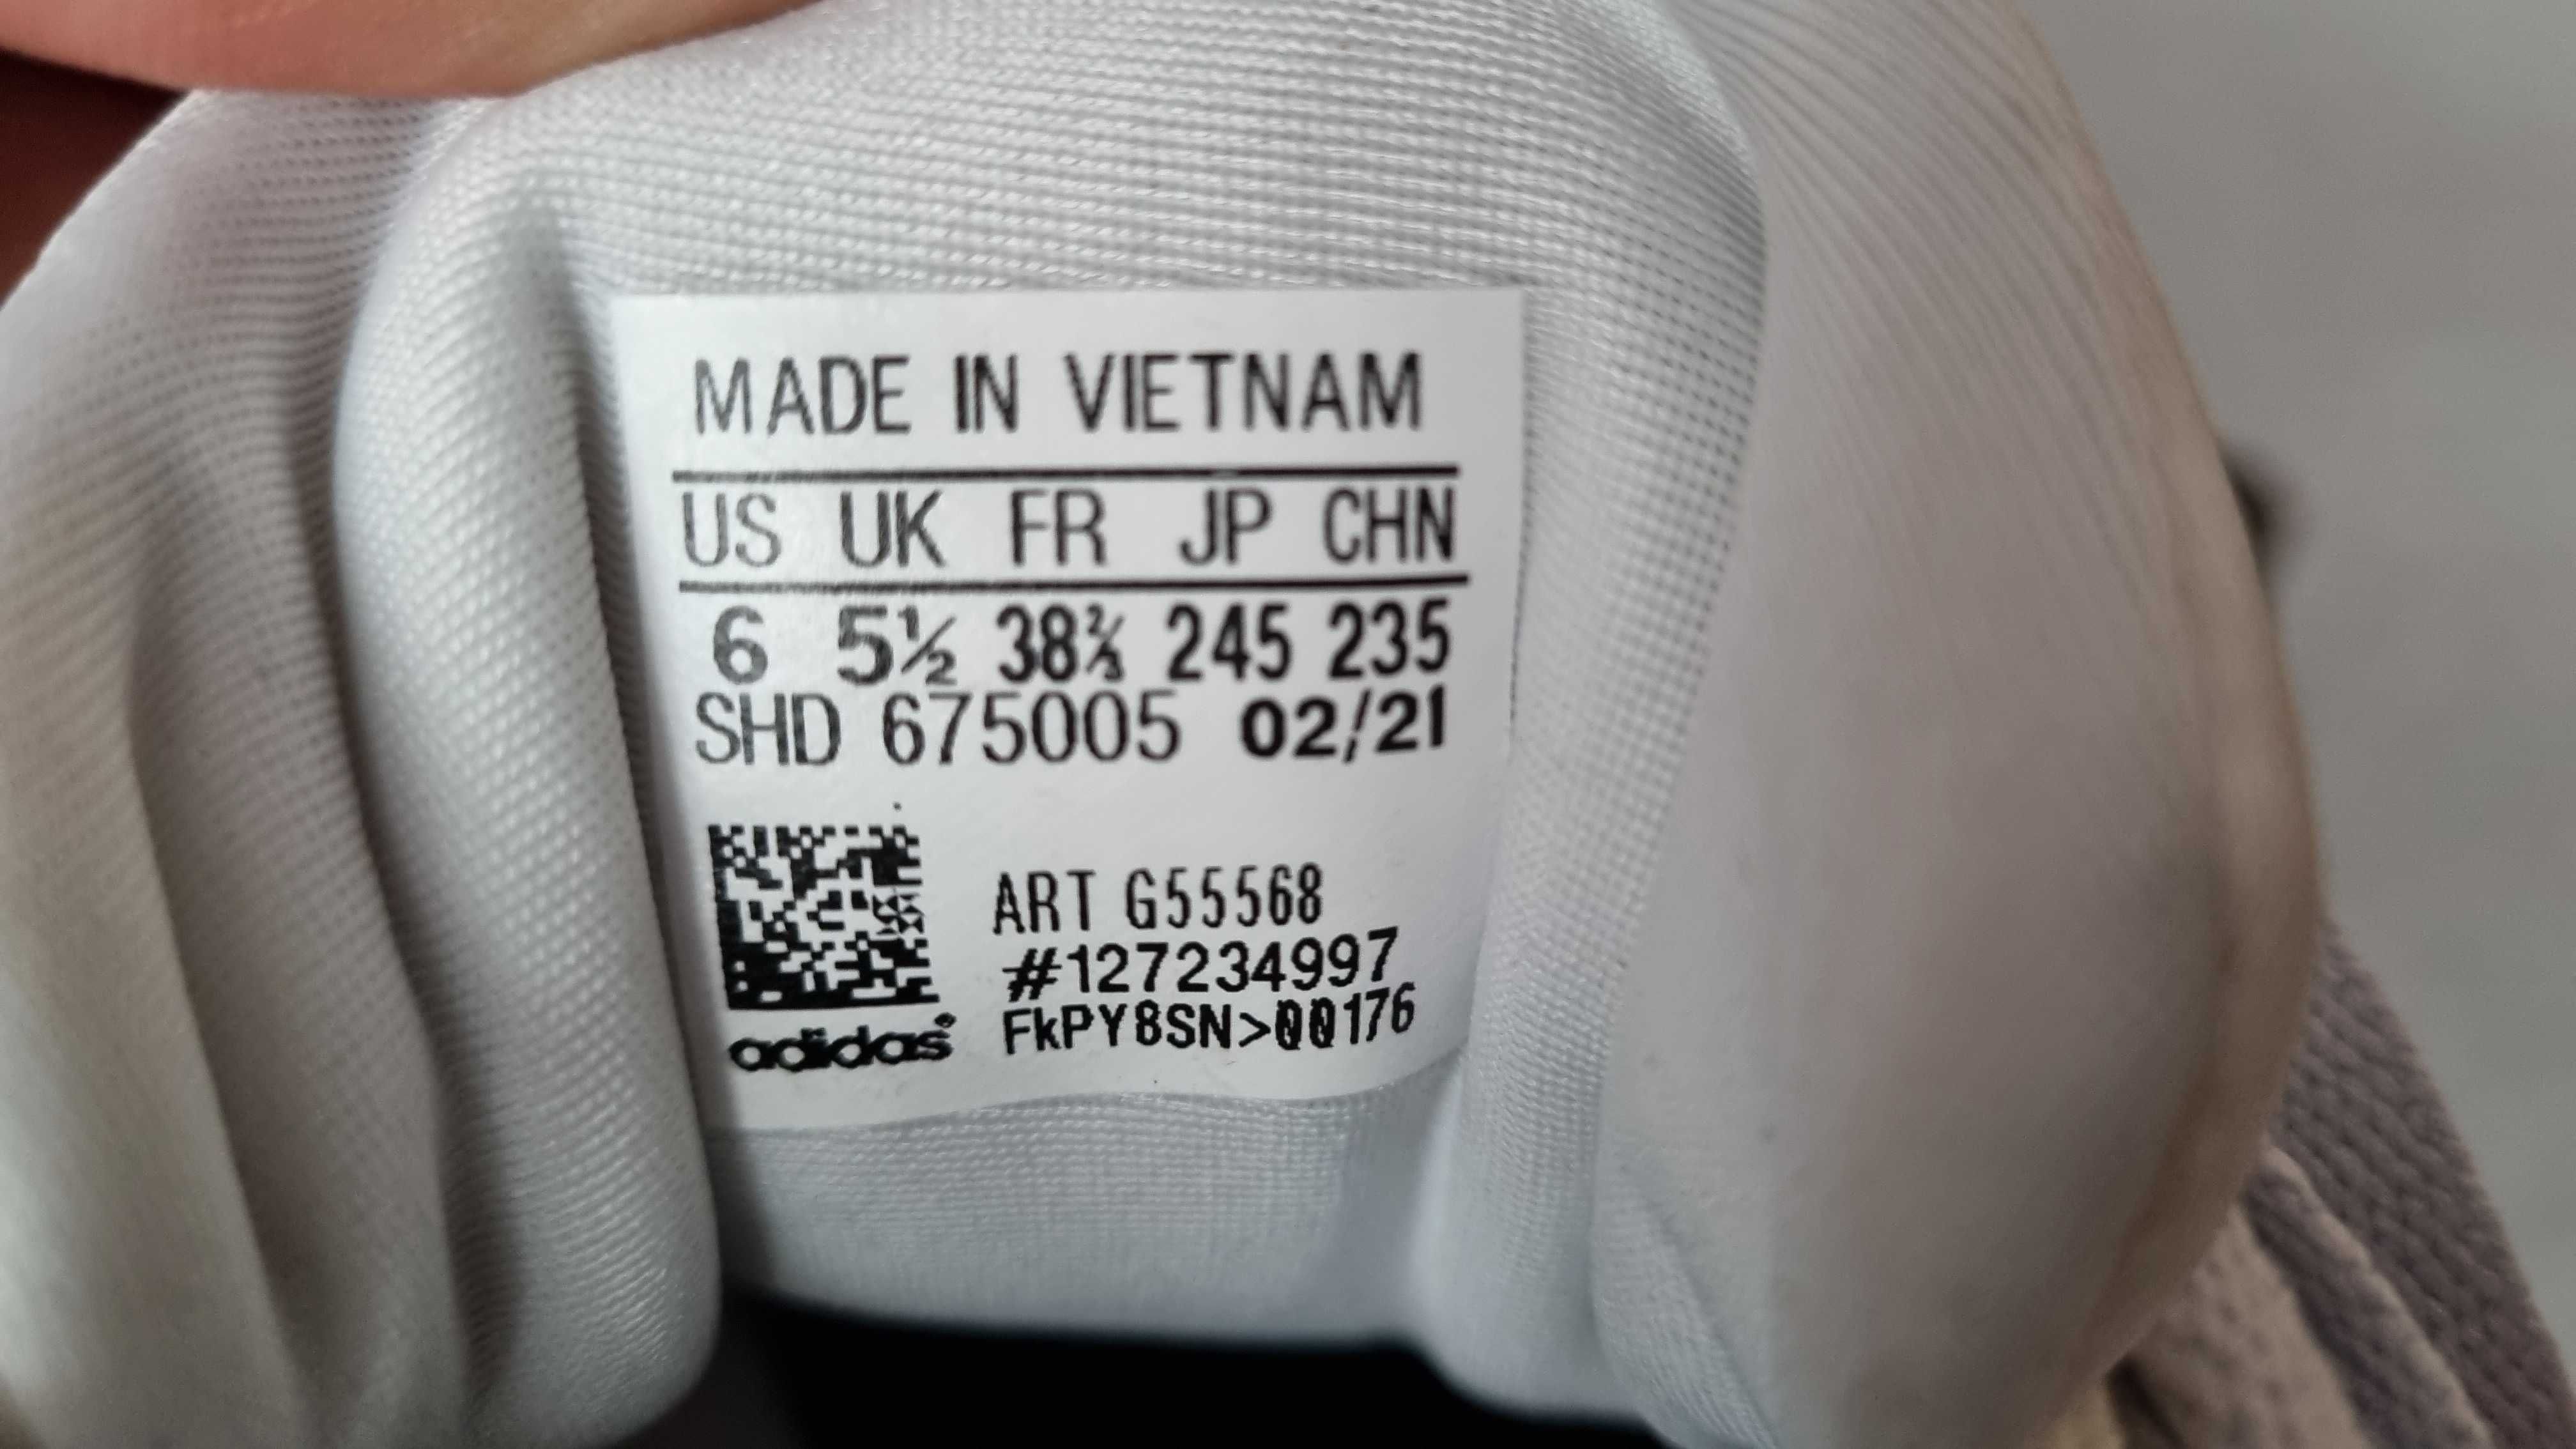 MADE IN VIETNAM
US UK FR JP CHN
6 5½ 38⅔ 245 235
SHD 675005 02/21
ART G55568
#127234997
FkPY8SN>00176
adidas®